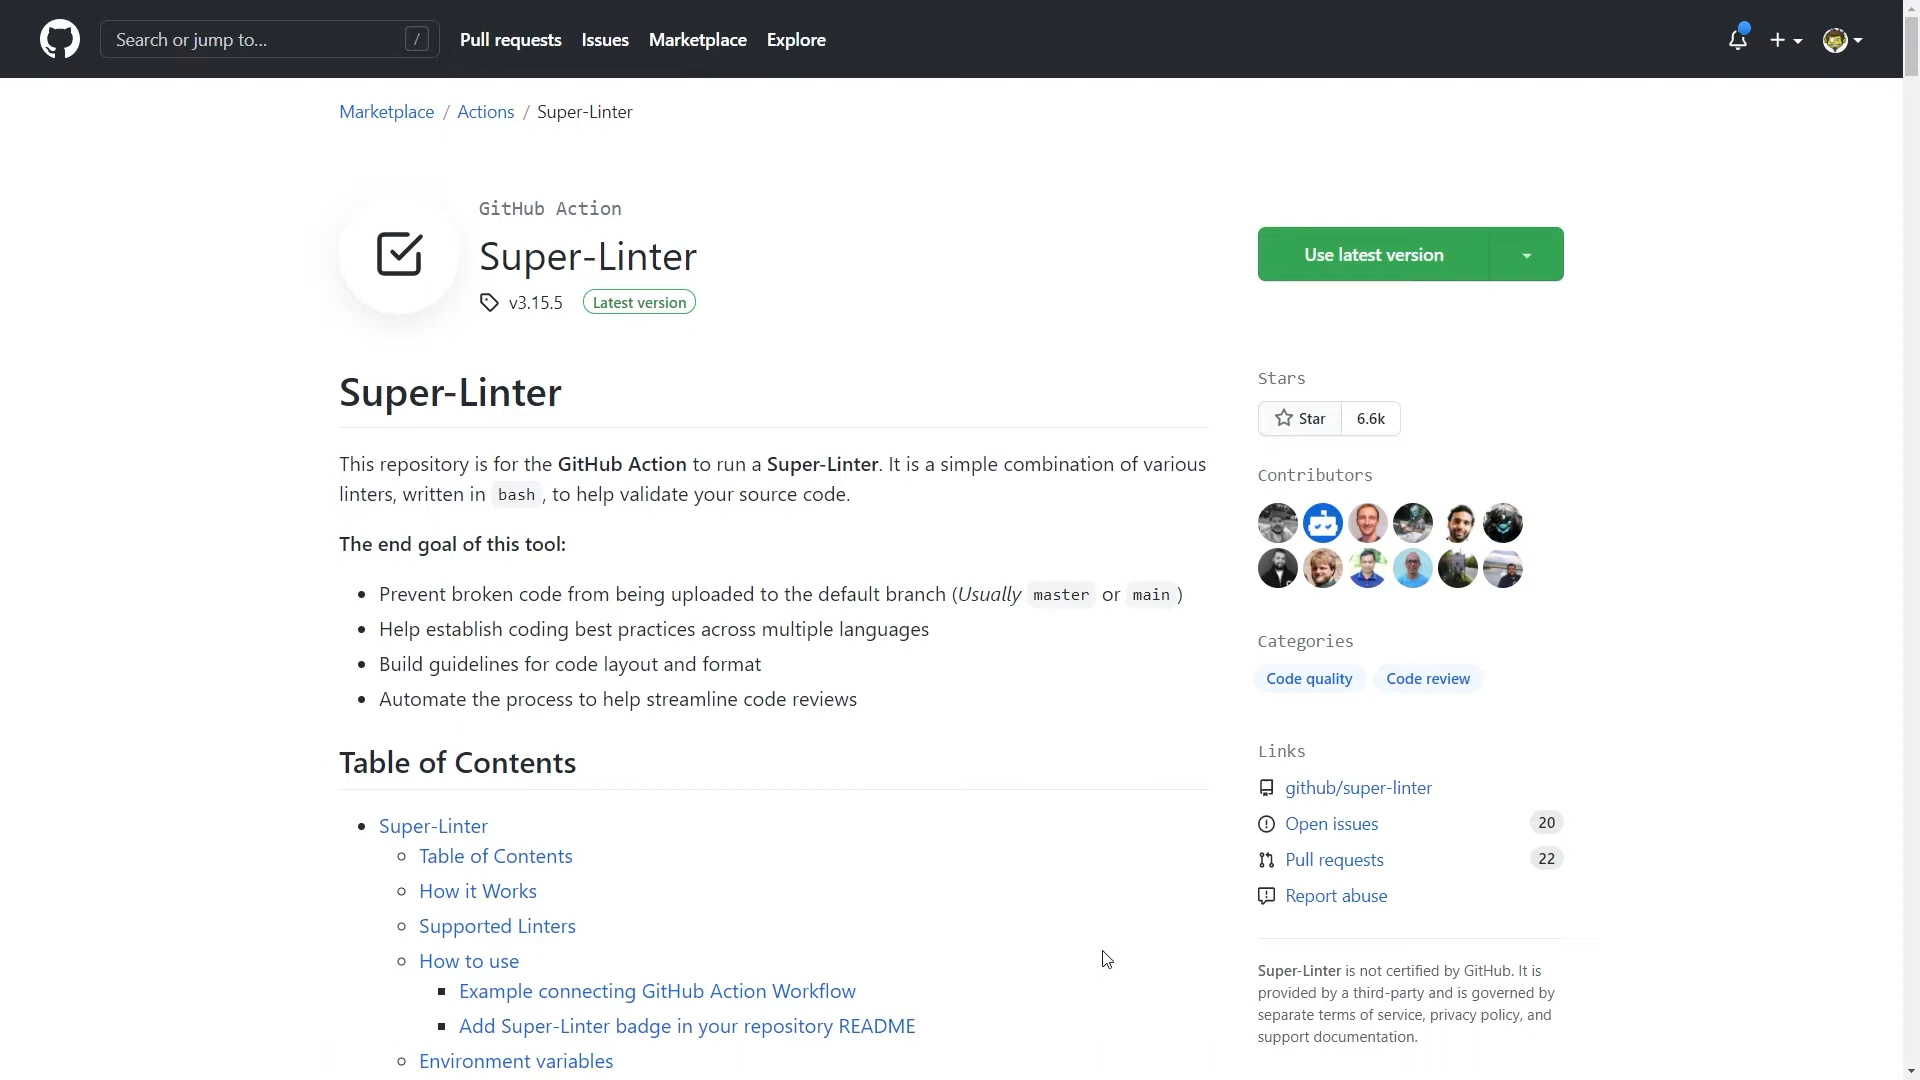 Search or jump to... /
Pull requests Issues Marketplace Explore
Marketplace / Actions / Super-Linter
GitHub Action
Super-Linter
v3.15.5 Latest version
Use latest version
Super-Linter
This repository is for the GitHub Action to run a Super-Linter. It is a simple combination of various
linters, written in bash, to help validate your source code.
The end goal of this tool:
Prevent broken code from being uploaded to the default branch (Usually master or main)
Help establish coding best practices across multiple languages
Build guidelines for code layout and format
Automate the process to help streamline code reviews
Table of Contents
Super-Linter
Table of Contents
How it Works
Supported Linters
How to use
Example connecting GitHub Action Workflow
Add Super-Linter badge in your repository README
Environment variables
Stars
Star 6.6k
Contributors
Categories
Code quality Code review
Links
github/super-linter
Open issues 20
Pull requests 22
Report abuse
Super-Linter is not certified by GitHub. It is
provided by a third-party and is governed by
separate terms of service, privacy policy, and
support documentation.